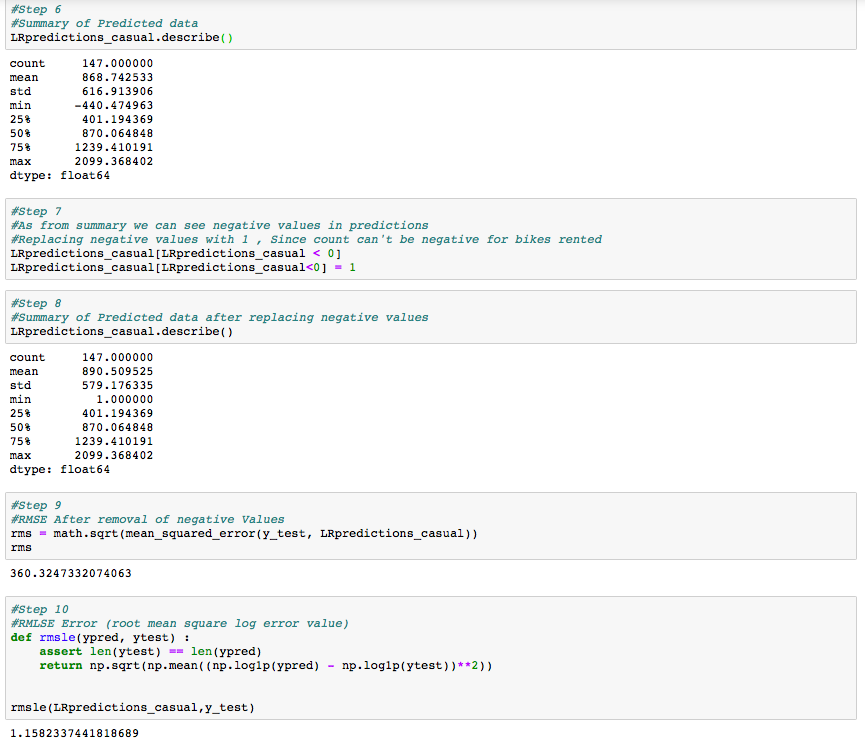 #Step 6
#Summary of Predicted data
LRpredictions_casual.describe()
count 147.000000
mean 868.742533
std 616.913906
min -440.474963
25% 401.194369
50% 870.064848
75% 1239.410191
max 2099.368402
dtype: float64
#Step 7
#As from summary we can see negative values in predictions
#Replacing negative values with 1 , Since count can't be negative for bikes rented
LRpredictions_casual[LRpredictions_casual < 0]
LRpredictions_casual[LRpredictions_casual<0] = 1
#Step 8
#Summary of Predicted data after replacing negative values
LRpredictions_casual.describe()
count 147.000000
mean 890.509525
std 579.176335
min 1.000000
25% 401.194369
50% 870.064848
75% 1239.410191
max 2099.368402
dtype: float64
#Step 9
#RMSE After removal of negative Values
rms = math.sqrt(mean_squared_error(y_test, LRpredictions_casual))
rms
360.3247332074063
#Step 10
#RMLSE Error (root mean square log error value)
def rmsle(ypred, ytest) :
    assert len(ytest) == len(ypred)
    return np.sqrt(np.mean((np.log1p(ypred) - np.log1p(ytest))**2))
rmsle(LRpredictions_casual,y_test)
1.1582337441818689